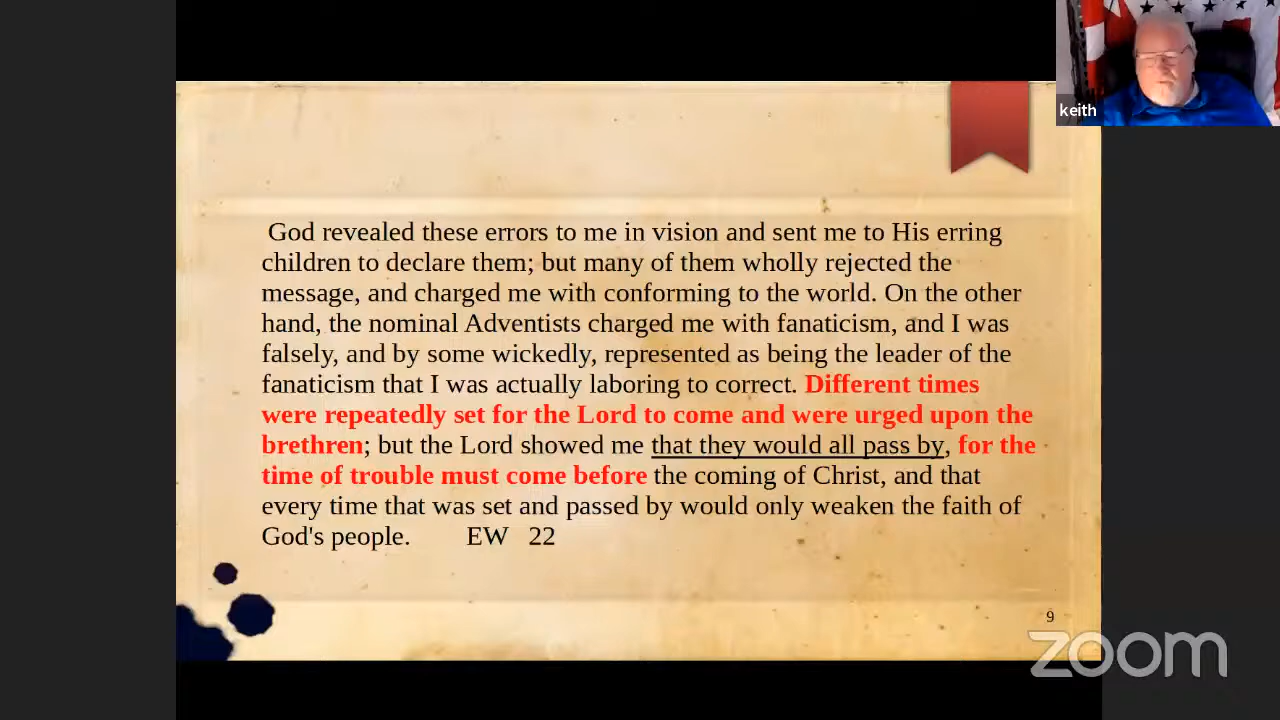 keith
God revealed these errors to me in vision and sent me to His erring
children to declare them; but many of them wholly rejected the
message, and charged me with conforming to the world. On the other
hand, the nominal Adventists charged me with fanaticism, and I was
falsely, and by some wickedly, represented as being the leader of the
fanaticism that I was actually laboring to correct. Different times
were repeatedly set for the Lord to come and were urged upon the
brethren; but the Lord showed me that they would all pass by, for the
time of trouble must come before the coming of Christ, and that
every time that was set and passed by would only weaken the faith of
God's people. EW 22
9
zoom